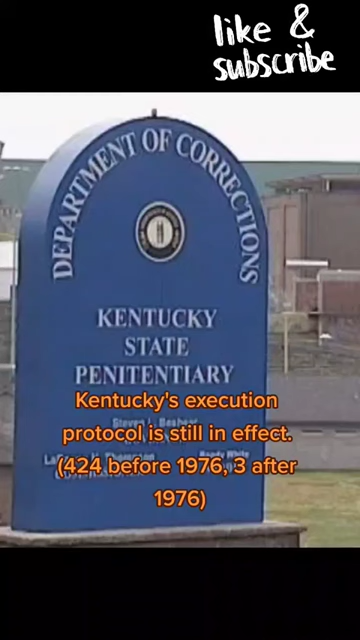 like &
subscribe
DEPARTMENT OF CORRECTIONS
KENTUCKY
STATE
PENITENTIARY
Kentucky's execution
protocol is still in effect.
(424 before 1976, 3 after
1976)